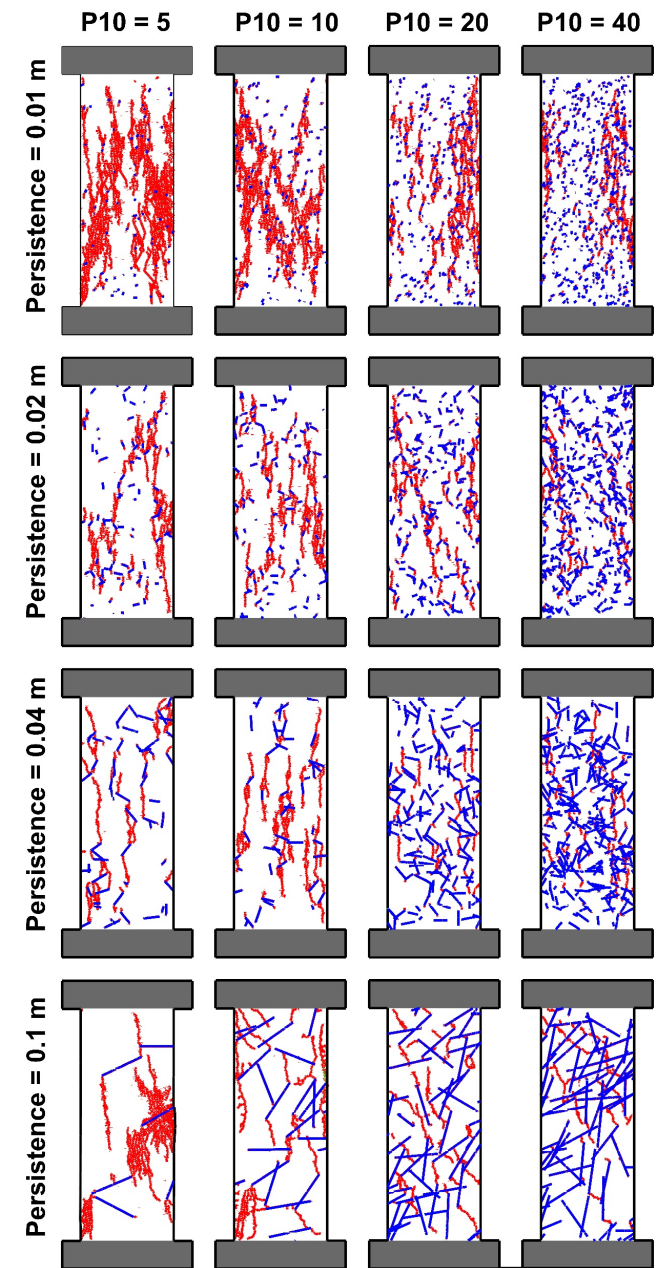 P10 = 5 P10 = 10 P10 = 20 P10 = 40
Persistence = 0.01 m
Persistence = 0.02 m
Persistence = 0.04 m
Persistence = 0.1 m